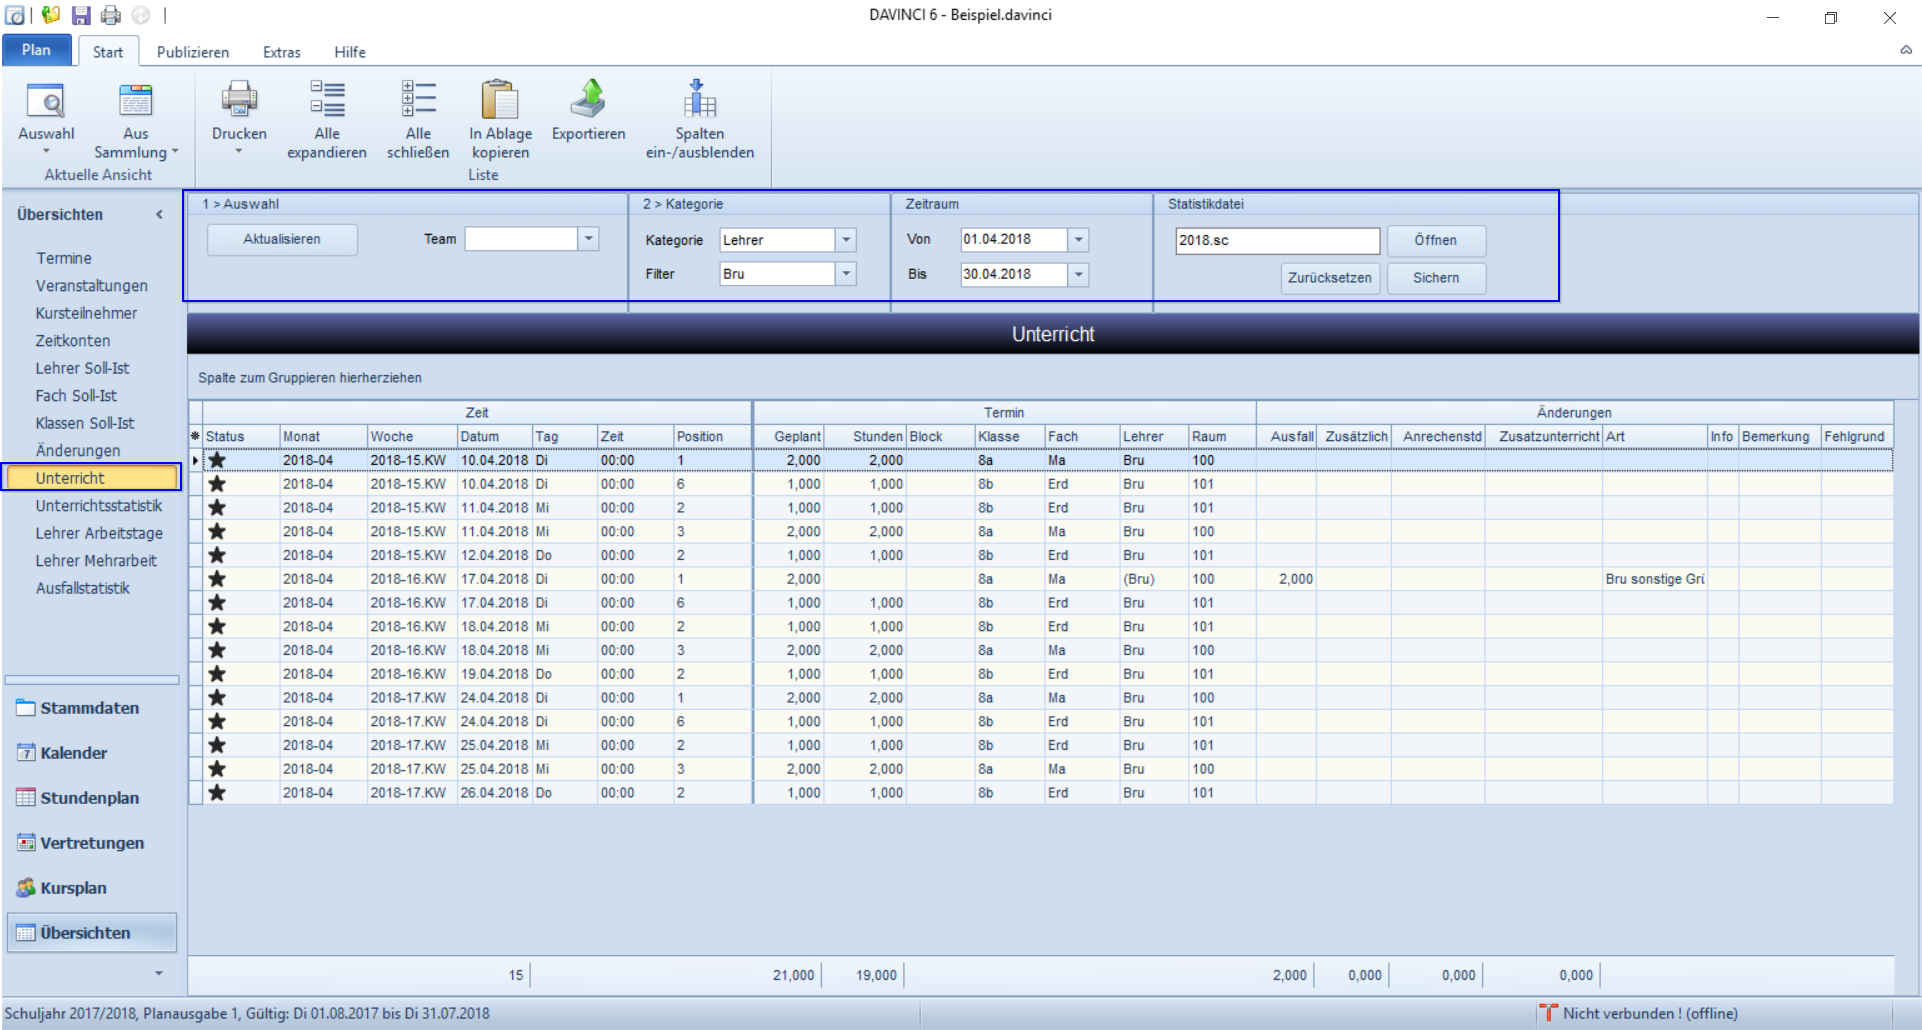 DAVINCI 6 - Beispiel.davinci
Plan Start Publizieren Extras Hilfe
Auswahl
Aus Sammlung
Aktuelle Ansicht
Drucken
Alle expandieren
Alle schließen
In Ablage kopieren
Exportieren
Spalten ein-/ausblenden
Liste
Übersichten
Termine
Veranstaltungen
Kursteilnehmer
Zeitkonten
Lehrer Soll-Ist
Fach Soll-Ist
Klassen Soll-Ist
Änderungen
Unterricht
Unterrichtsstatistik
Lehrer Arbeitstage
Lehrer Mehrarbeit
Ausfallstatistik
Stammdaten
7 Kalender
Stundenplan
Vertretungen
Kursplan
Übersichten
1 > Auswahl
Aktualisieren Team
2 > Kategorie
Kategorie Lehrer
Filter Bru
Zeitraum
Von 01.04.2018
Bis 30.04.2018
Statistikdatei
2018.sc Öffnen
Zurücksetzen Sichern
Unterricht
Spalte zum Gruppieren hierherziehen
Zeit Termin Änderungen
Status Monat Woche Datum Tag Zeit Position Geplant Stunden Block Klasse Fach Lehrer Raum Ausfall Zusätzlich Anrechenstd Zusatzunterricht Art Info Bemerkung Fehlgrund
2018-04 2018-15.KW 10.04.2018 Di 00:00 1 2,000 2,000 8a Ma Bru 100
2018-04 2018-15.KW 10.04.2018 Di 00:00 6 1,000 1,000 8b Erd Bru 101
2018-04 2018-15.KW 11.04.2018 Mi 00:00 2 1,000 1,000 8b Erd Bru 101
2018-04 2018-15.KW 11.04.2018 Mi 00:00 3 2,000 2,000 8a Ma Bru 100
2018-04 2018-15.KW 12.04.2018 Do 00:00 2 1,000 1,000 8b Erd Bru 101
2018-04 2018-16.KW 17.04.2018 Di 00:00 1 2,000 8a Ma (Bru) 100 2,000 Bru sonstige Grü
2018-04 2018-16.KW 17.04.2018 Di 00:00 6 1,000 1,000 8b Erd Bru 101
2018-04 2018-16.KW 18.04.2018 Mi 00:00 2 1,000 1,000 8b Erd Bru 101
2018-04 2018-16.KW 18.04.2018 Mi 00:00 3 2,000 2,000 8a Ma Bru 100
2018-04 2018-16.KW 19.04.2018 Do 00:00 2 1,000 1,000 8b Erd Bru 101
2018-04 2018-17.KW 24.04.2018 Di 00:00 1 2,000 2,000 8a Ma Bru 100
2018-04 2018-17.KW 24.04.2018 Di 00:00 6 1,000 1,000 8b Erd Bru 101
2018-04 2018-17.KW 25.04.2018 Mi 00:00 2 1,000 1,000 8b Erd Bru 101
2018-04 2018-17.KW 25.04.2018 Mi 00:00 3 2,000 2,000 8a Ma Bru 100
2018-04 2018-17.KW 26.04.2018 Do 00:00 2 1,000 1,000 8b Erd Bru 101
15 21,000 19,000 2,000 0,000 0,000 0,000
Schuljahr 2017/2018, Planausgabe 1, Gültig: Di 01.08.2017 bis Di 31.07.2018
Nicht verbunden ! (offline)